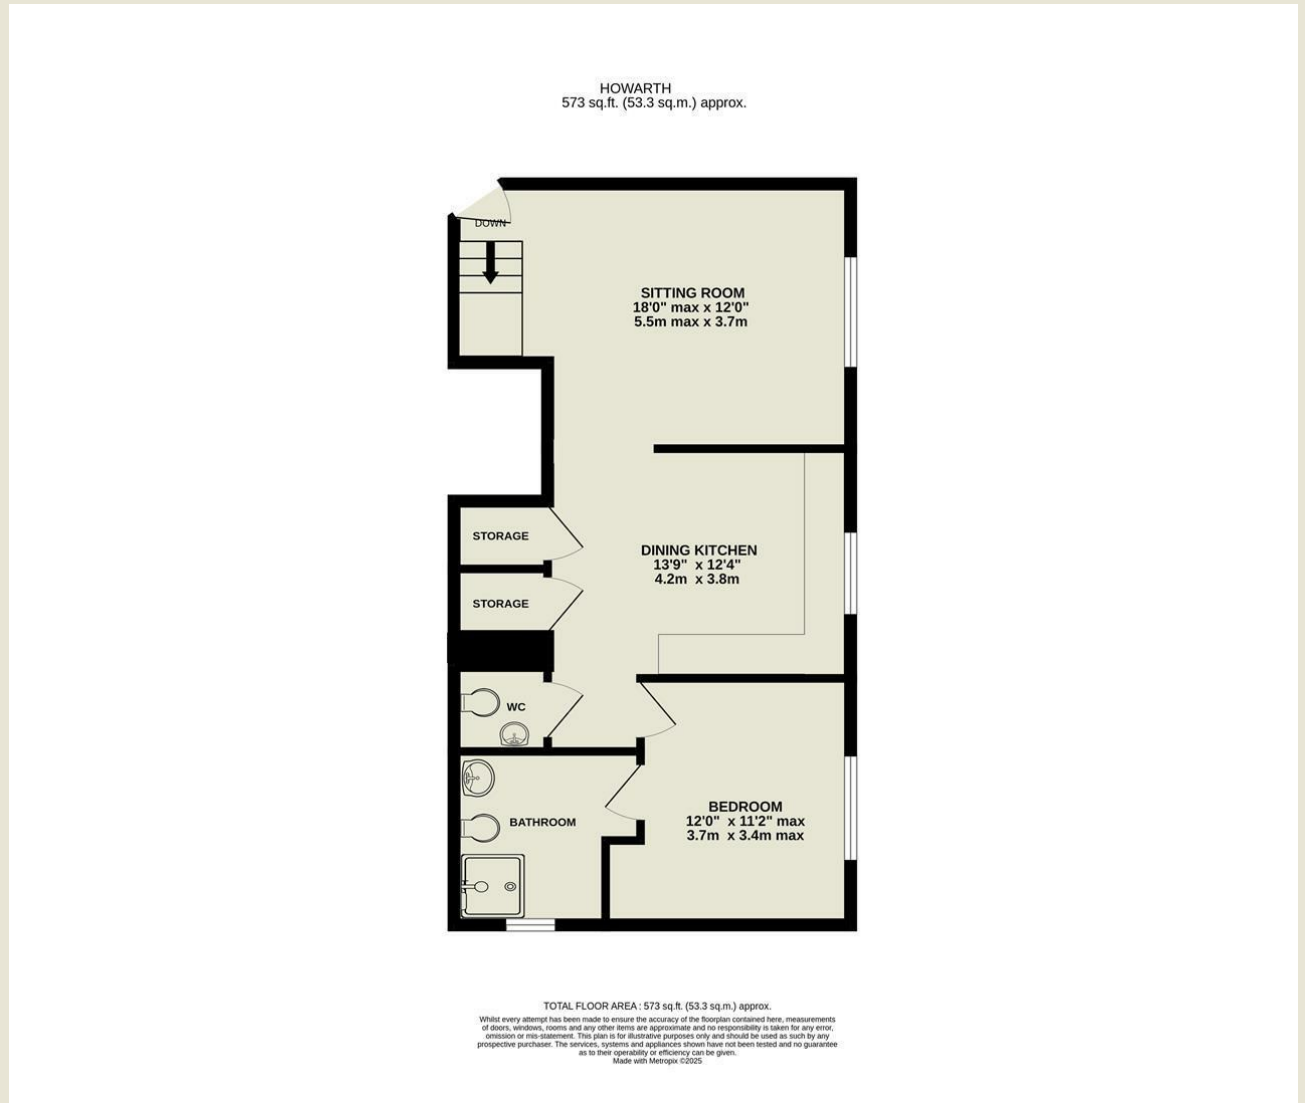 HOWARTH
573 sq.ft. (53.3 sq.m.) approx.
DOWN
SITTING ROOM
18'0" max x 12'0"
5.5m max x 3.7m
STORAGE
DINING KITCHEN
13'9" x 12'4"
4.2m x 3.8m
STORAGE
WC
BEDROOM
12'0" x 11'2" max
3.7m x 3.4m max
BATHROOM
TOTAL FLOOR AREA : 573 sq.ft. (53.3 sq.m.) approx.
Whilst every attempt has been made to ensure the accuracy of the floorplan contained here, measurements
of doors, windows, rooms and any other items are approximate and no responsibility is taken for any error,
omission or mis-statement. This plan is for illustrative purposes only and should be used as such by any
prospective purchaser. The services, systems and appliances shown have not been tested and no guarantee
as to their operability or efficiency can be given.
Made with Metropix ©2025